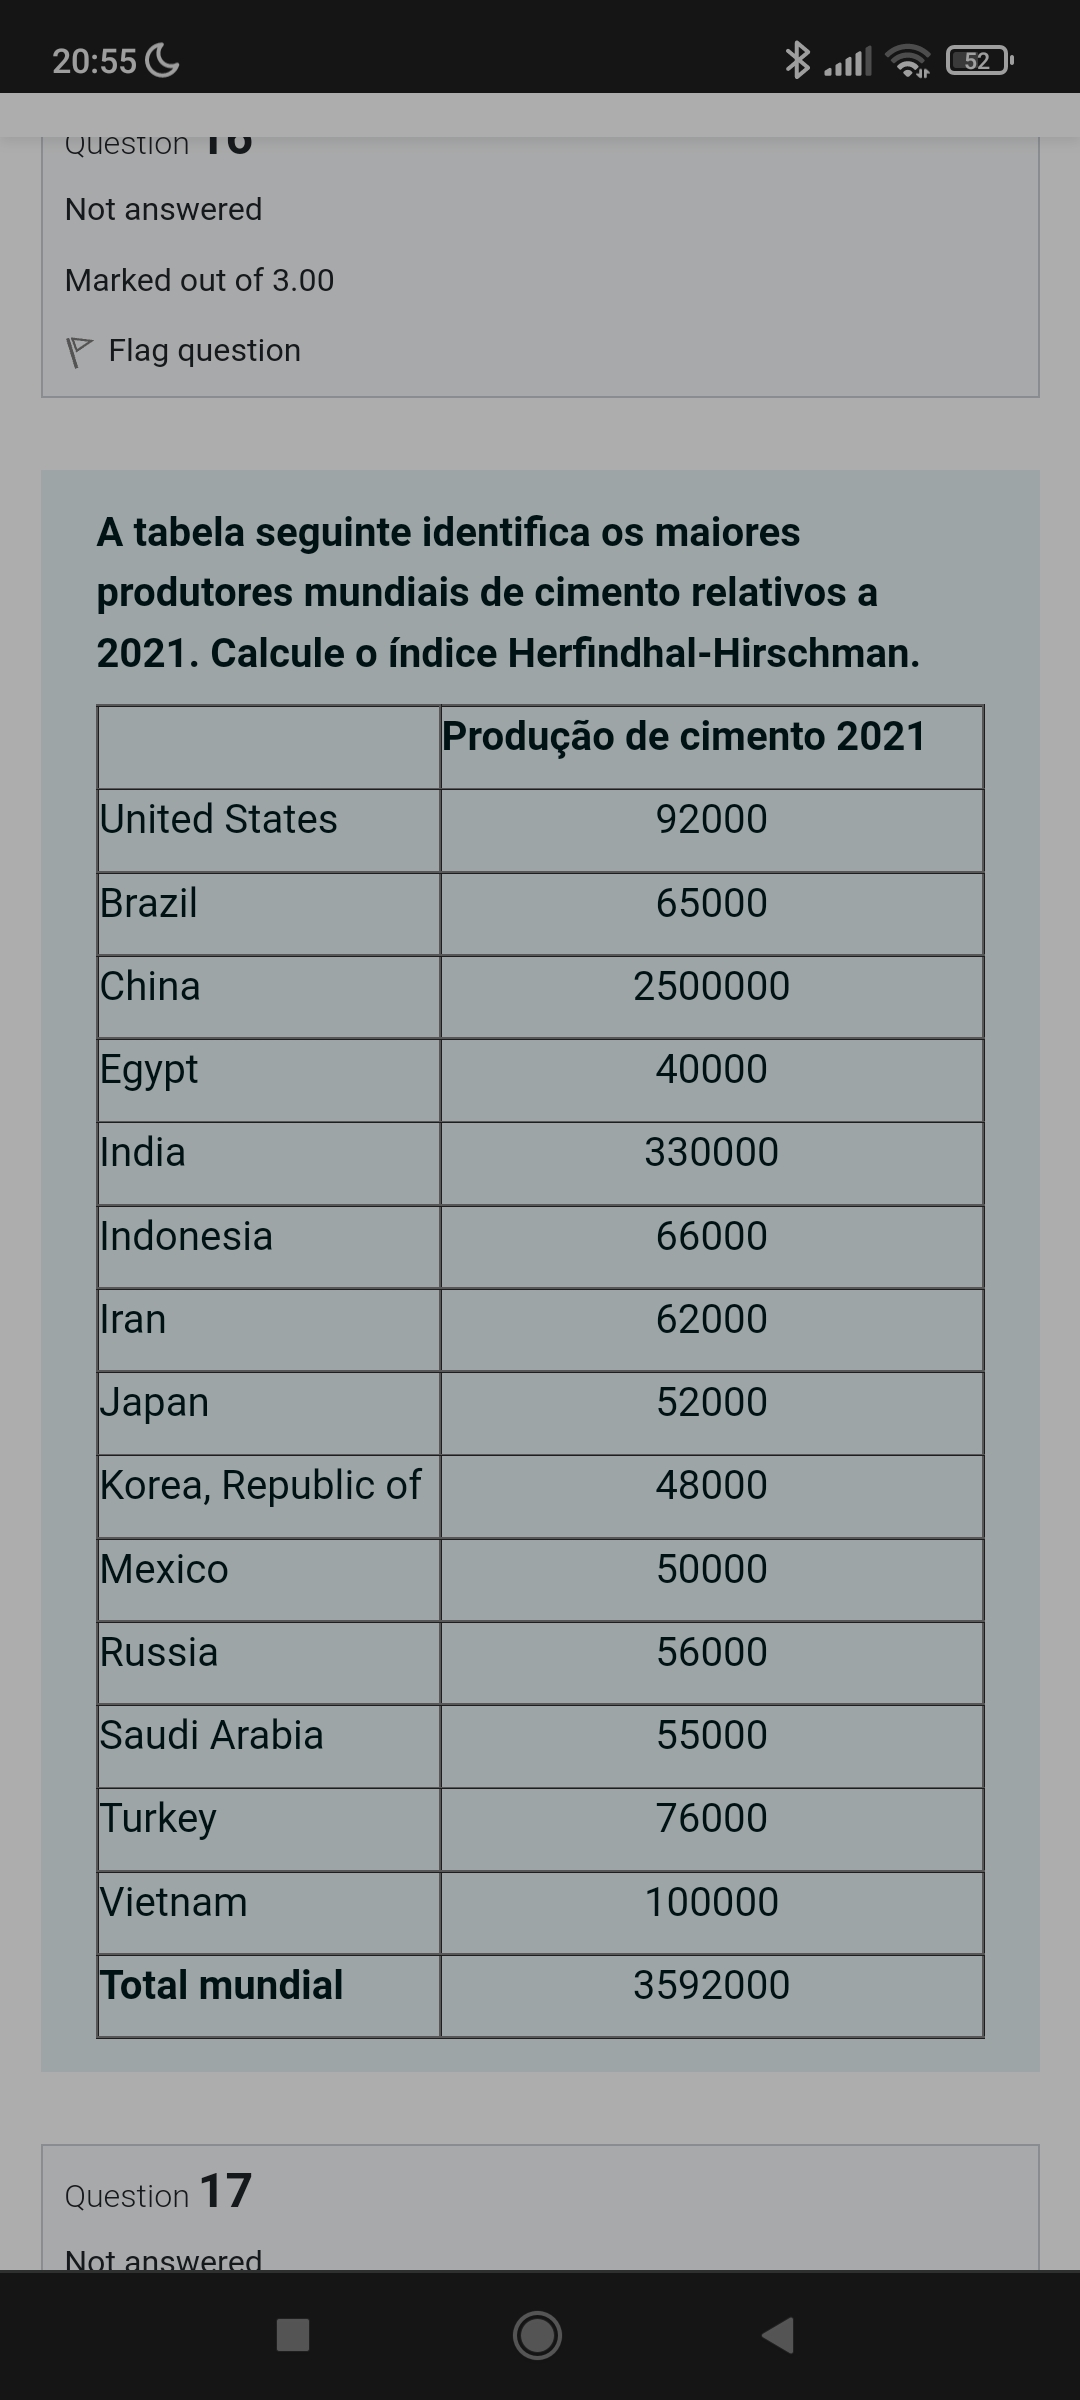 20:55
52
Question 16
Not answered
Marked out of 3.00
Flag question
A tabela seguinte identifica os maiores
produtores mundiais de cimento relativos a
2021. Calcule o índice Herfindhal-Hirschman.
Produção de cimento 2021
United States 92000
Brazil 65000
China 2500000
Egypt 40000
India 330000
Indonesia 66000
Iran 62000
Japan 52000
Korea, Republic of 48000
Mexico 50000
Russia 56000
Saudi Arabia 55000
Turkey 76000
Vietnam 100000
Total mundial 3592000
Question 17
Not answered